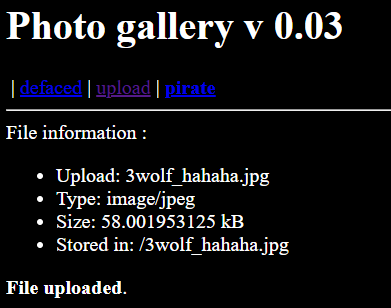 Photo gallery v 0.03
| defaced | upload | pirate
File information :
Upload: 3wolf_hahaha.jpg
Type: image/jpeg
Size: 58.001953125 kB
Stored in: /3wolf_hahaha.jpg
File uploaded.